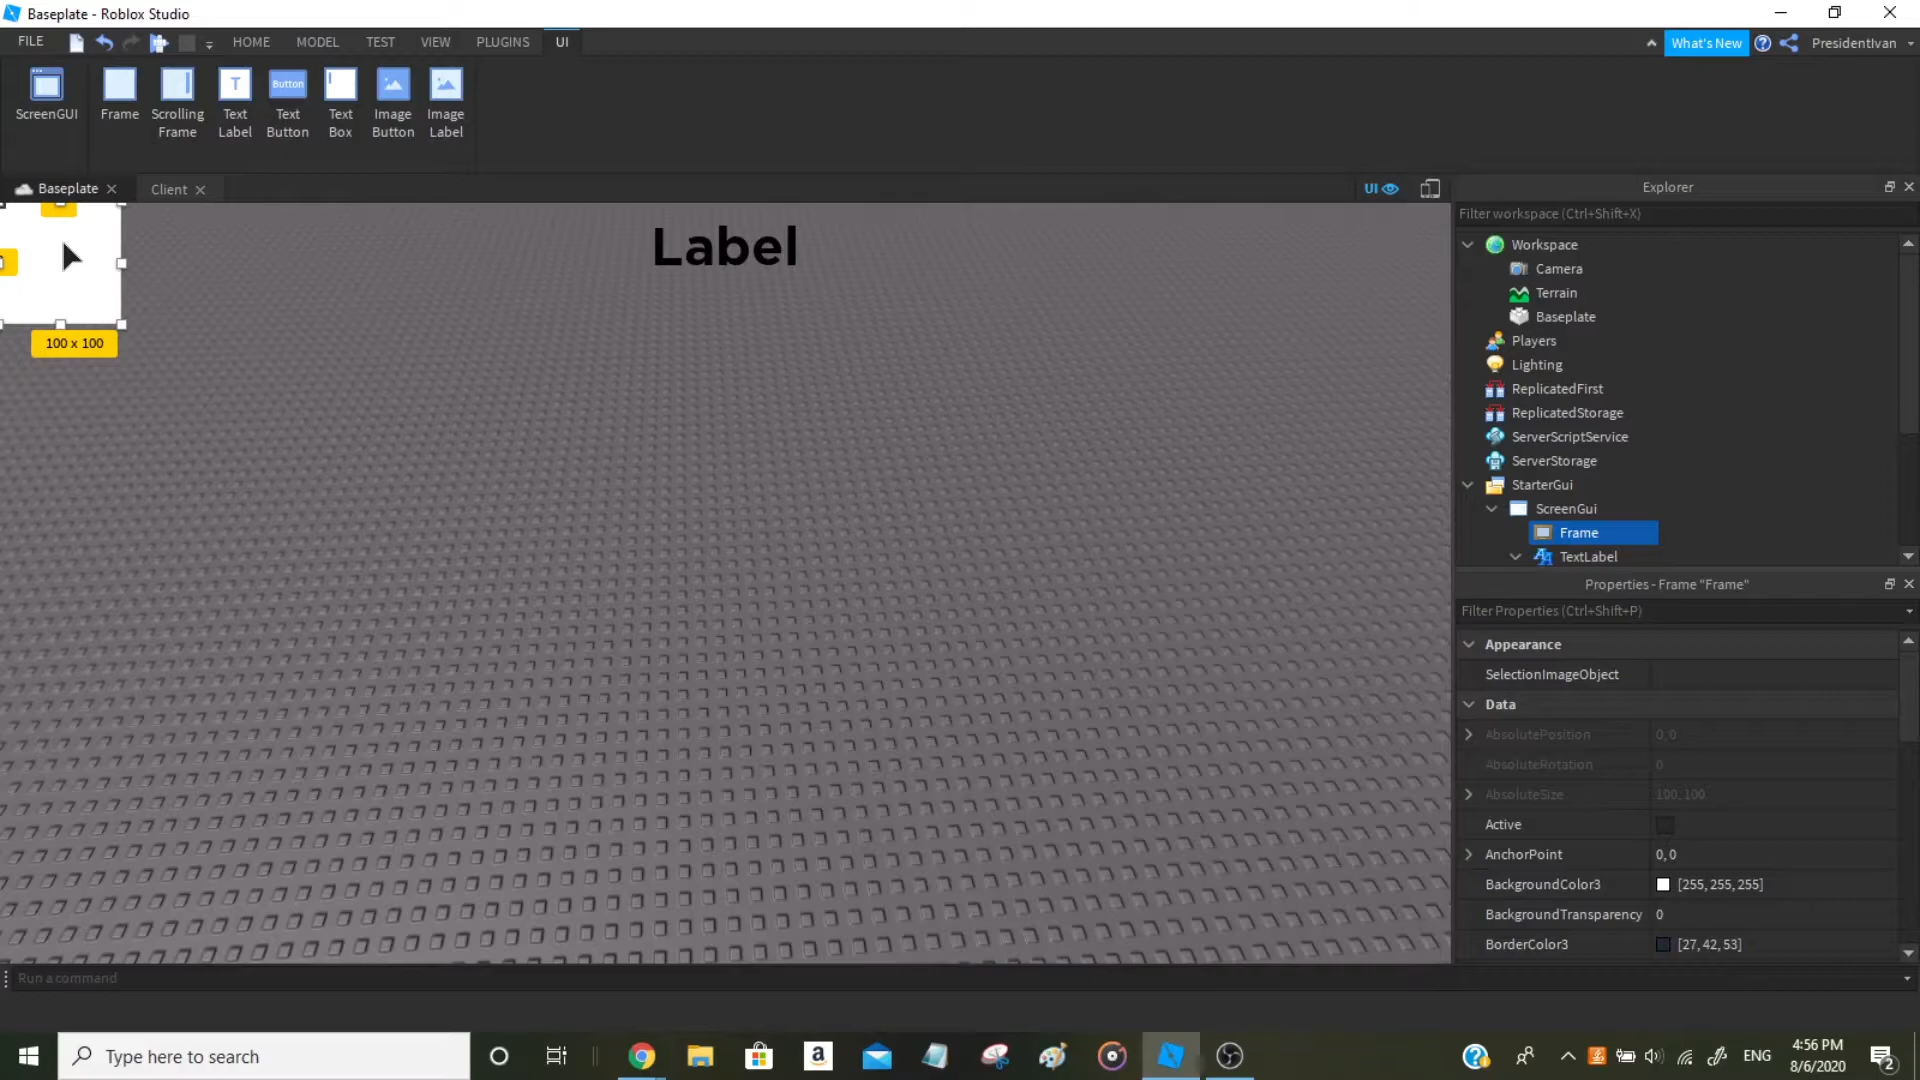 Baseplate - Roblox Studio
FILE HOME MODEL TEST VIEW PLUGINS UI What's New PresidentIvan
ScreenGUI Frame Scrolling Frame T Text Label Button Text Button Text Box Image Button Image Label
Baseplate Client UI
Label
100 x 100
Explorer
Filter workspace (Ctrl+Shift+X)
Workspace
Camera
Terrain
Baseplate
Players
Lighting
ReplicatedFirst
ReplicatedStorage
ServerScriptService
ServerStorage
StarterGui
ScreenGui
Frame
TextLabel
Properties - Frame "Frame"
Filter Properties (Ctrl+Shift+P)
Appearance
SelectionImageObject
Data
AbsolutePosition 0, 0
AbsoluteRotation 0
AbsoluteSize 100, 100
Active
AnchorPoint 0, 0
BackgroundColor3 [255, 255, 255]
BackgroundTransparency 0
BorderColor3 [27, 42, 53]
Run a command
Type here to search
ENG
4:56 PM
8/6/2020
2